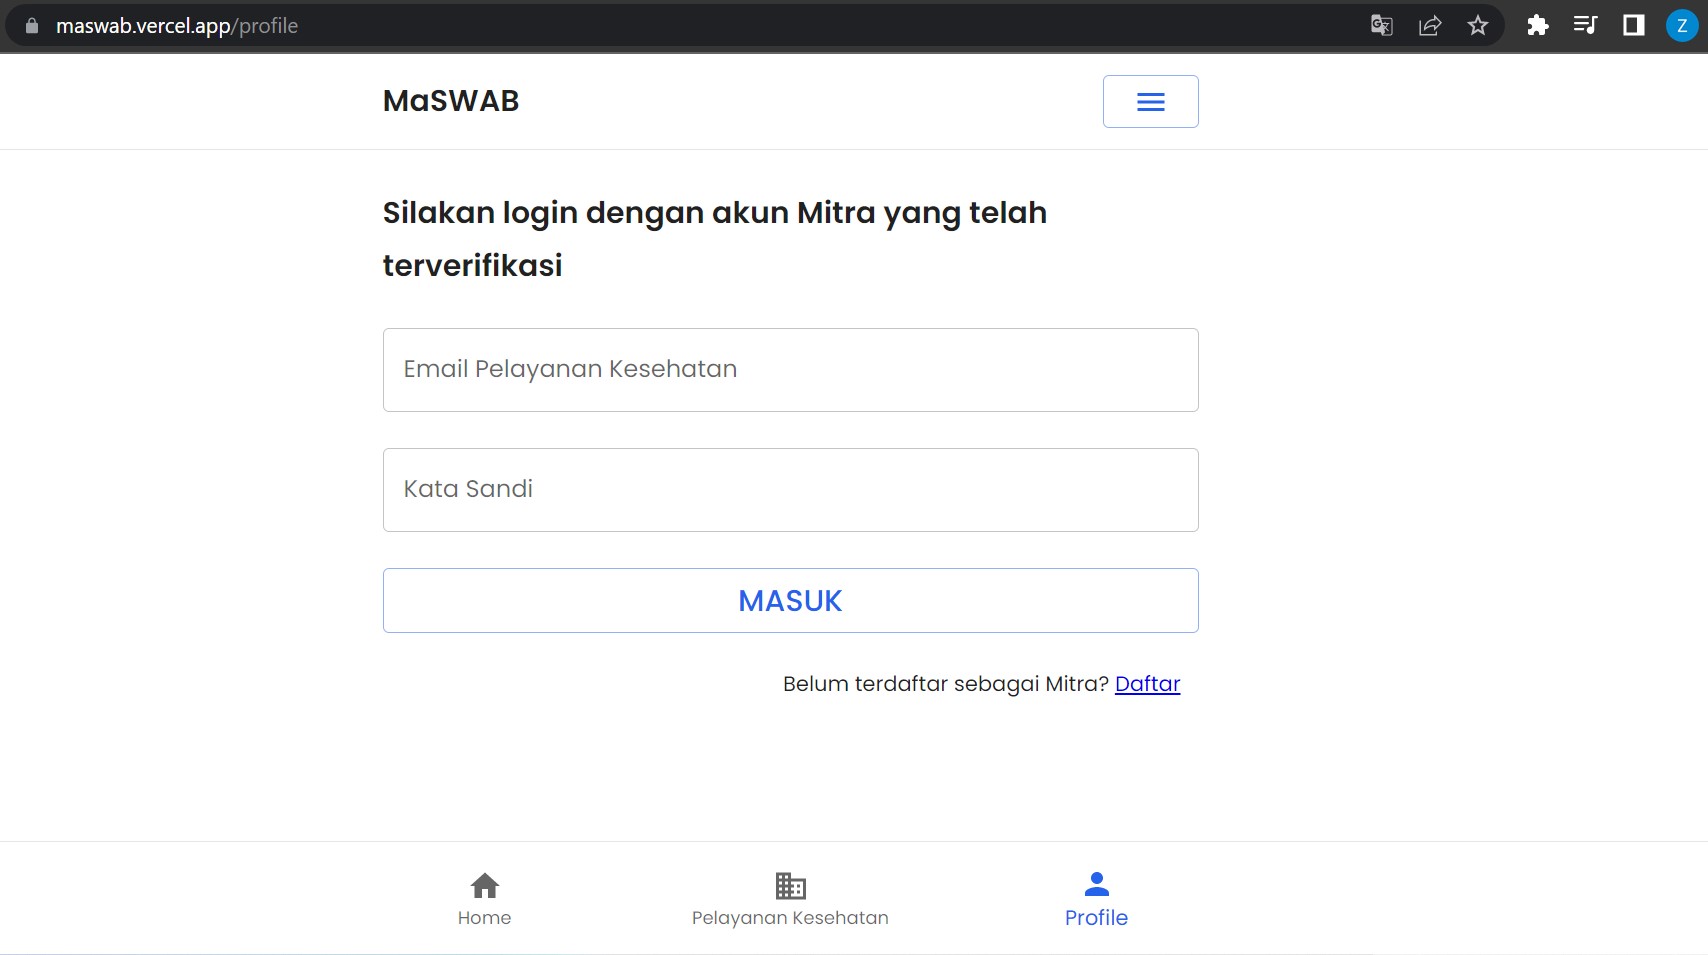 maswab.vercel.app/profile
Z
MaSWAB
Silakan login dengan akun Mitra yang telah
terverifikasi
Email Pelayanan Kesehatan
Kata Sandi
MASUK
Belum terdaftar sebagai Mitra? Daftar
Home
Pelayanan Kesehatan
Profile